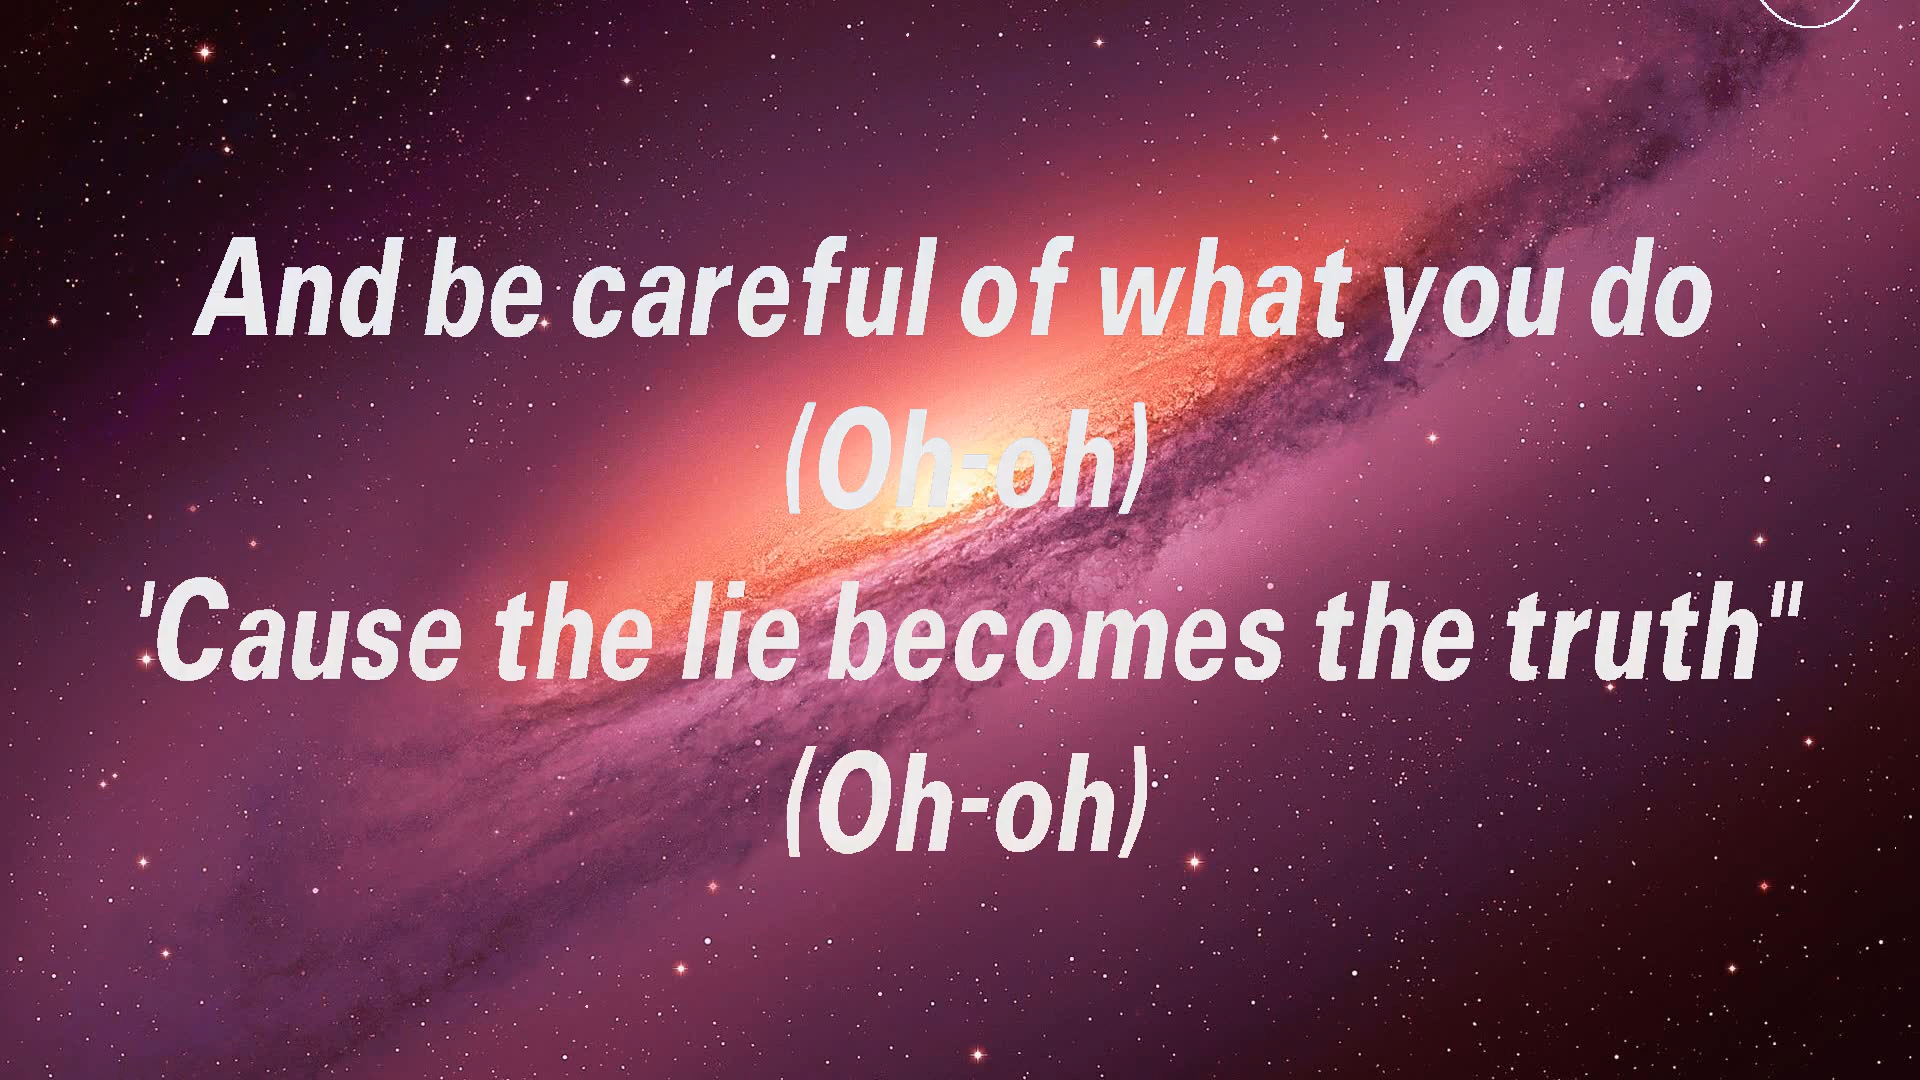 And be careful of what you do
(Oh-oh)
'Cause the lie becomes the truth"
(Oh-oh)